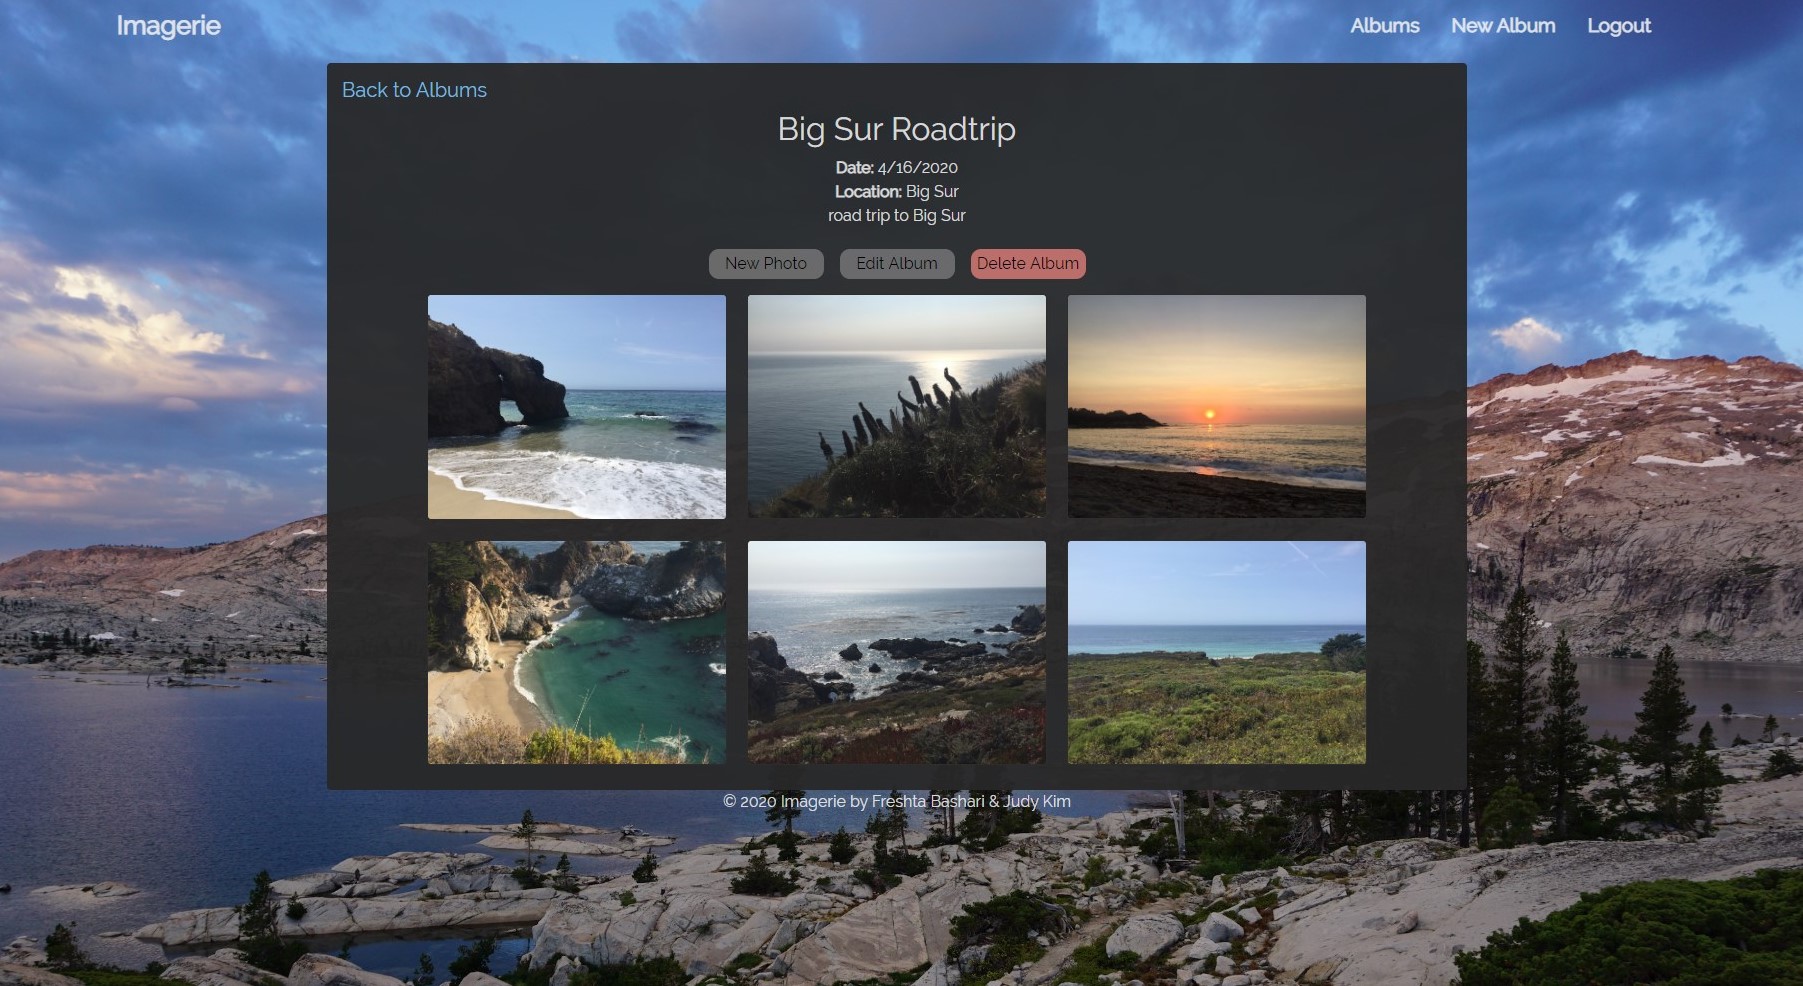 Imagerie
Albums New Album Logout
Back to Albums
Big Sur Roadtrip
Date: 4/16/2020
Location: Big Sur
road trip to Big Sur
New Photo Edit Album Delete Album
© 2020 Imagerie by Freshta Bashari & Judy Kim